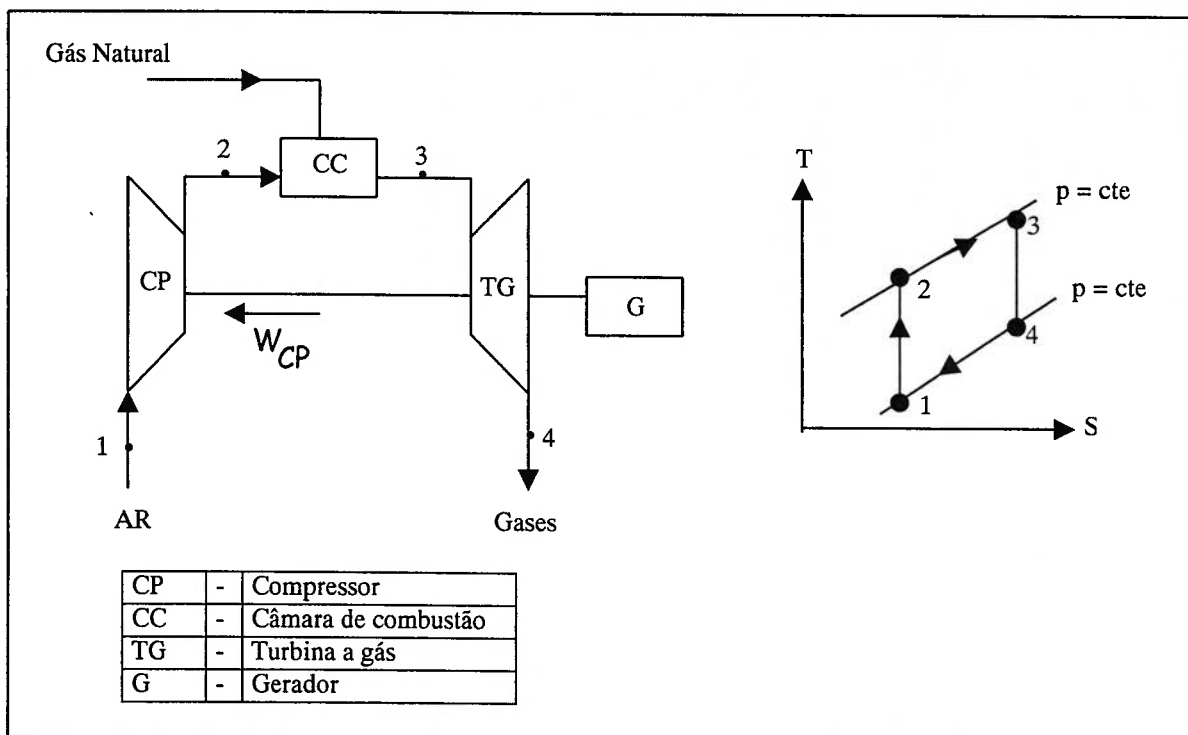 Gás Natural
2
CC
3
CP
TG
G
W_CP
1
4
AR
Gases
T
p = cte
3
2
p = cte
4
1
S
CP - Compressor
CC - Câmara de combustão
TG - Turbina a gás
G - Gerador